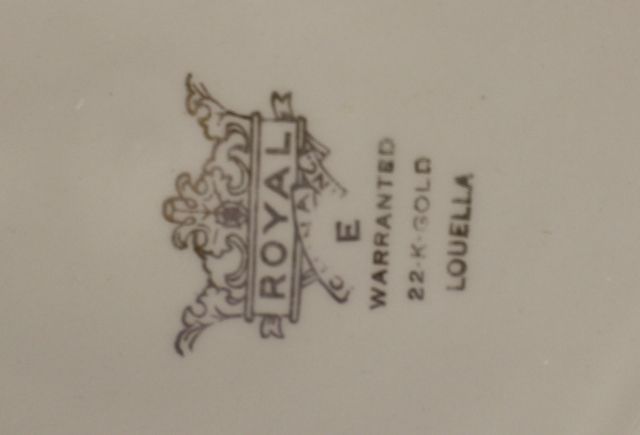 ROYAL
E
WARRANTED
22-K-GOLD
LOUELLA